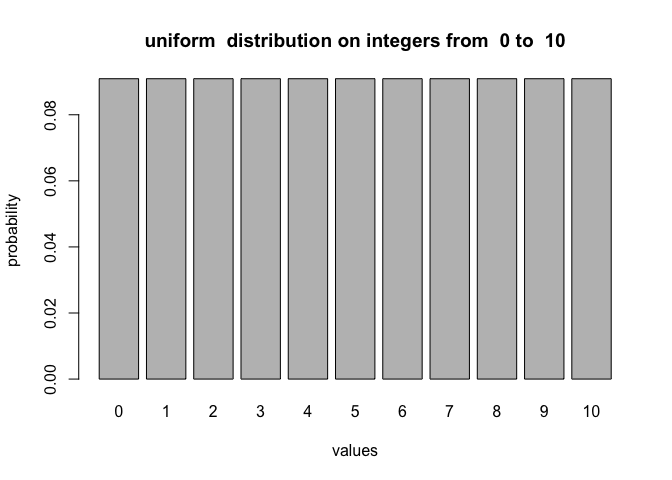 uniform  distribution on integers from  0 to  10
probability
0.08
0.06
0.04
0.02
0.00
0 1 2 3 4 5 6 7 8 9 10
values